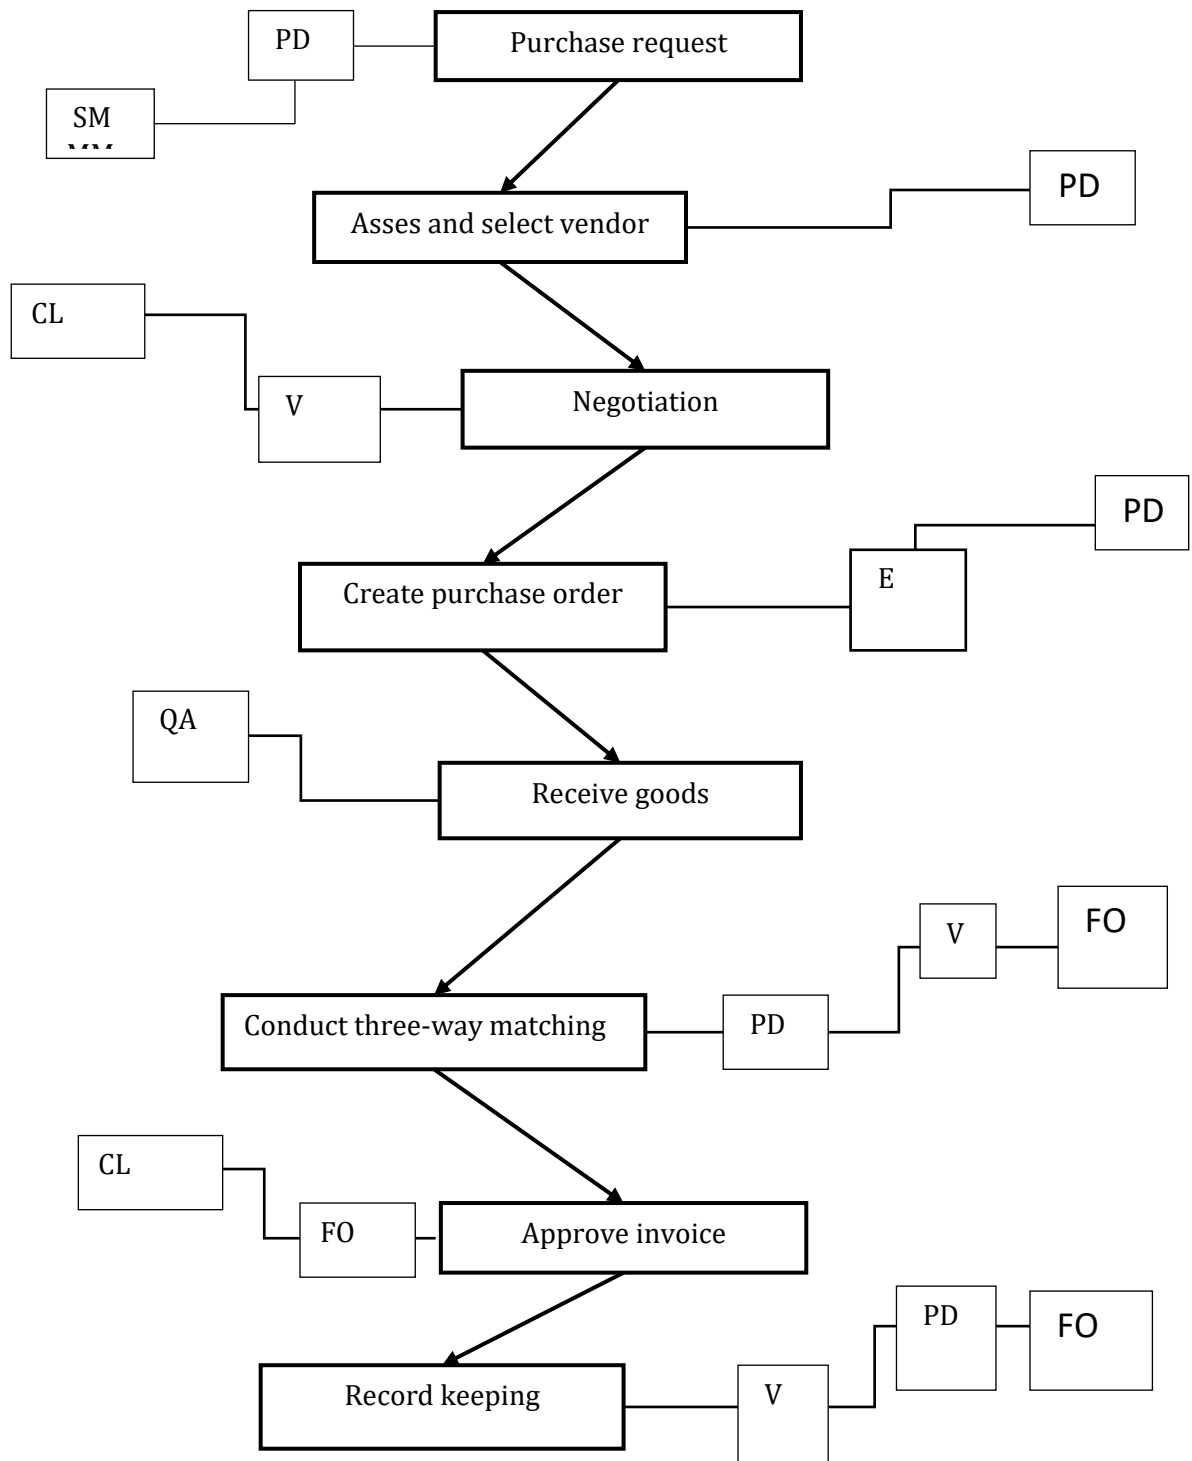 PD
Purchase request
SM
Asses and select vendor
PD
CL
V
Negotiation
PD
E
Create purchase order
QA
Receive goods
V
FO
Conduct three-way matching
PD
CL
FO
Approve invoice
PD
FO
Record keeping
V